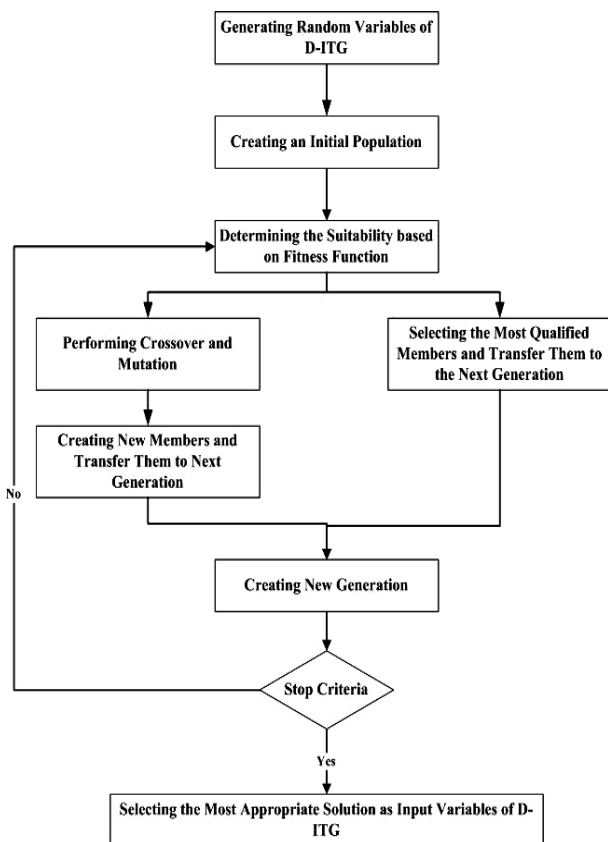 Generating Random Variables of
D-ITG
Creating an Initial Population
Determining the Suitability based
on Fitness Function
Performing Crossover and
Mutation
Selecting the Most Qualified
Members and Transfer Them to
the Next Generation
Creating New Members and
Transfer Them to Next
Generation
No
Creating New Generation
Stop Criteria
Yes
Selecting the Most Appropriate Solution as Input Variables of D-
ITG